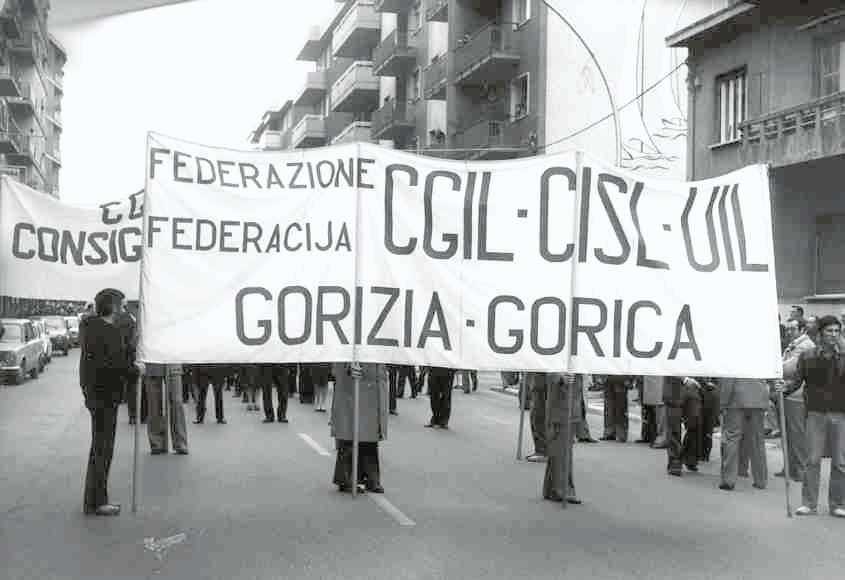 FEDERAZIONE
FEDERACIJA
CGIL-CISL-UIL
GORIZIA-GORICA
CONSIG